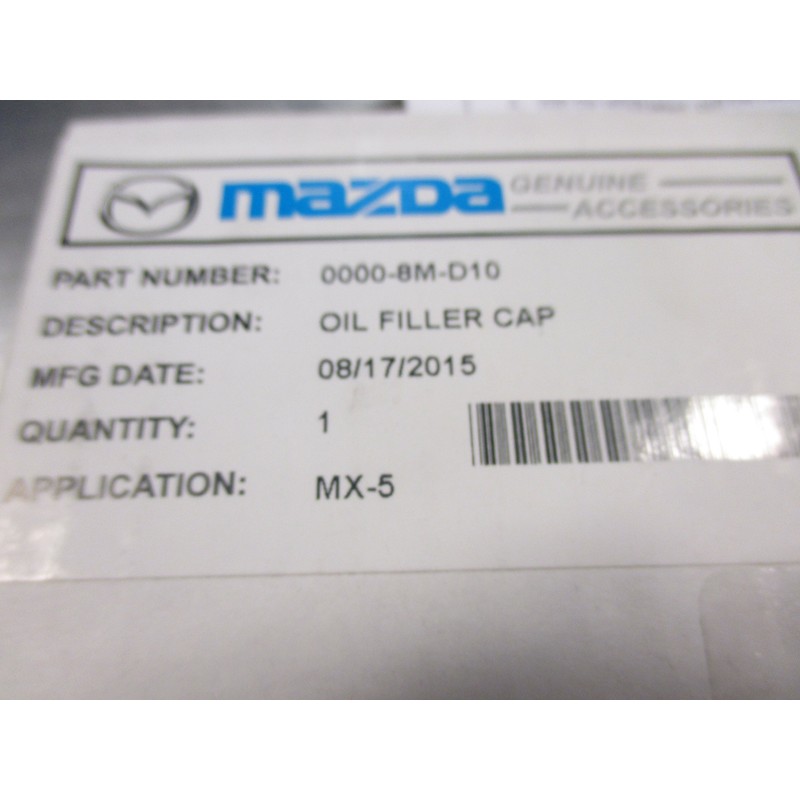 mazda GENUINE ACCESSORIES
PART NUMBER: 0000-8M-D10
DESCRIPTION: OIL FILLER CAP
MFG DATE: 08/17/2015
QUANTITY: 1
APPLICATION: MX-5